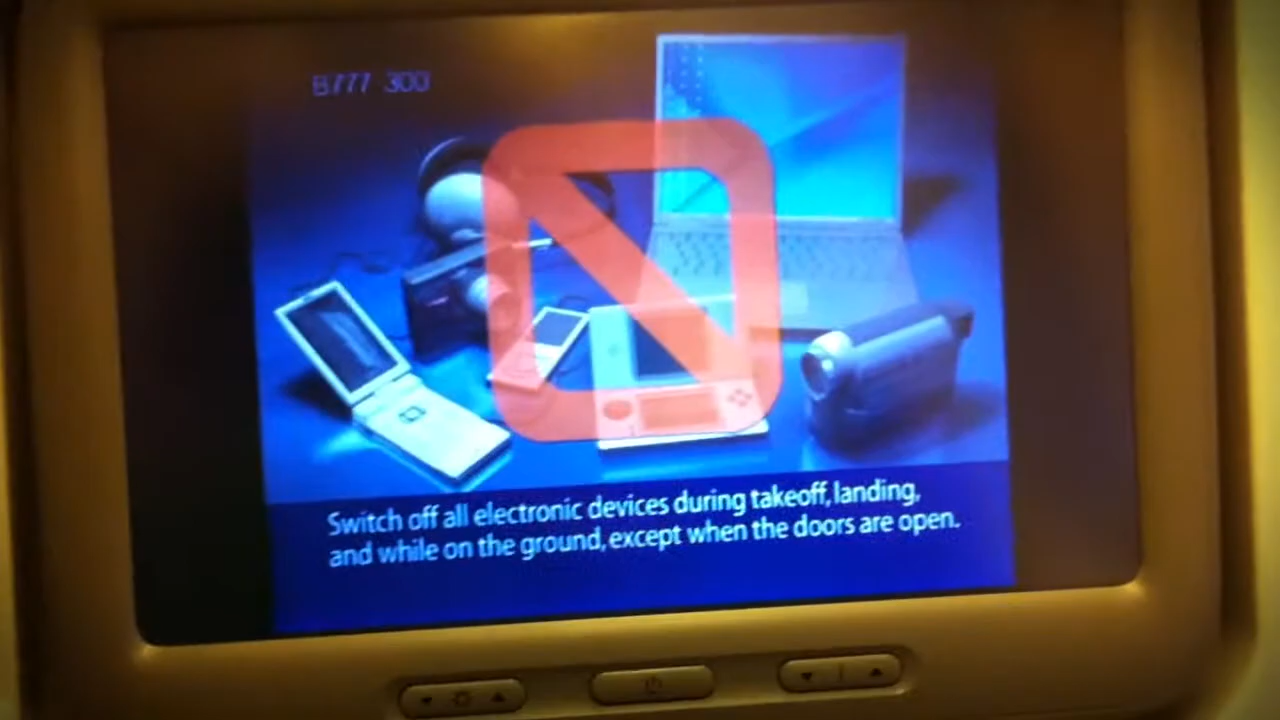 B777 300
Switch off all electronic devices during takeoff, landing,
and while on the ground, except when the doors are open.